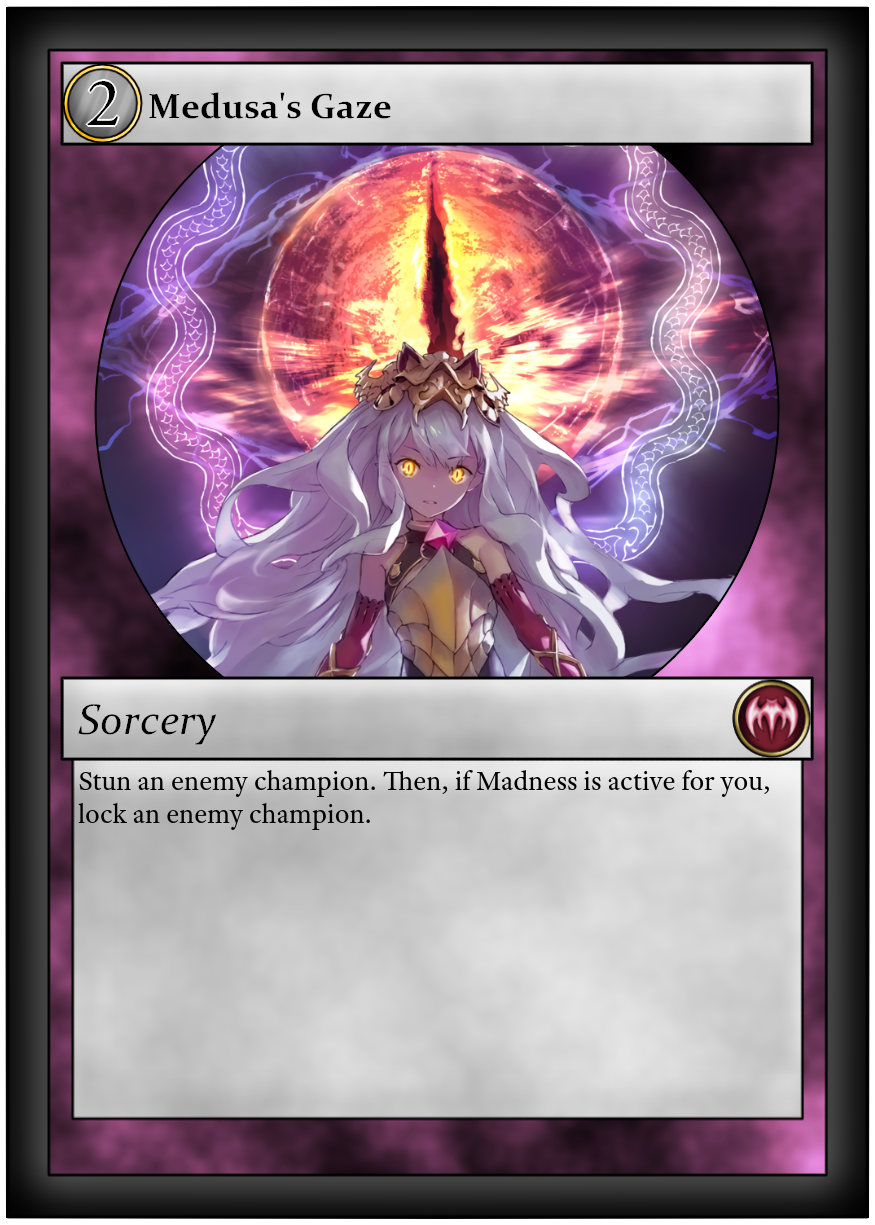 2 Medusa's Gaze
Sorcery
Stun an enemy champion. Then, if Madness is active for you,
lock an enemy champion.